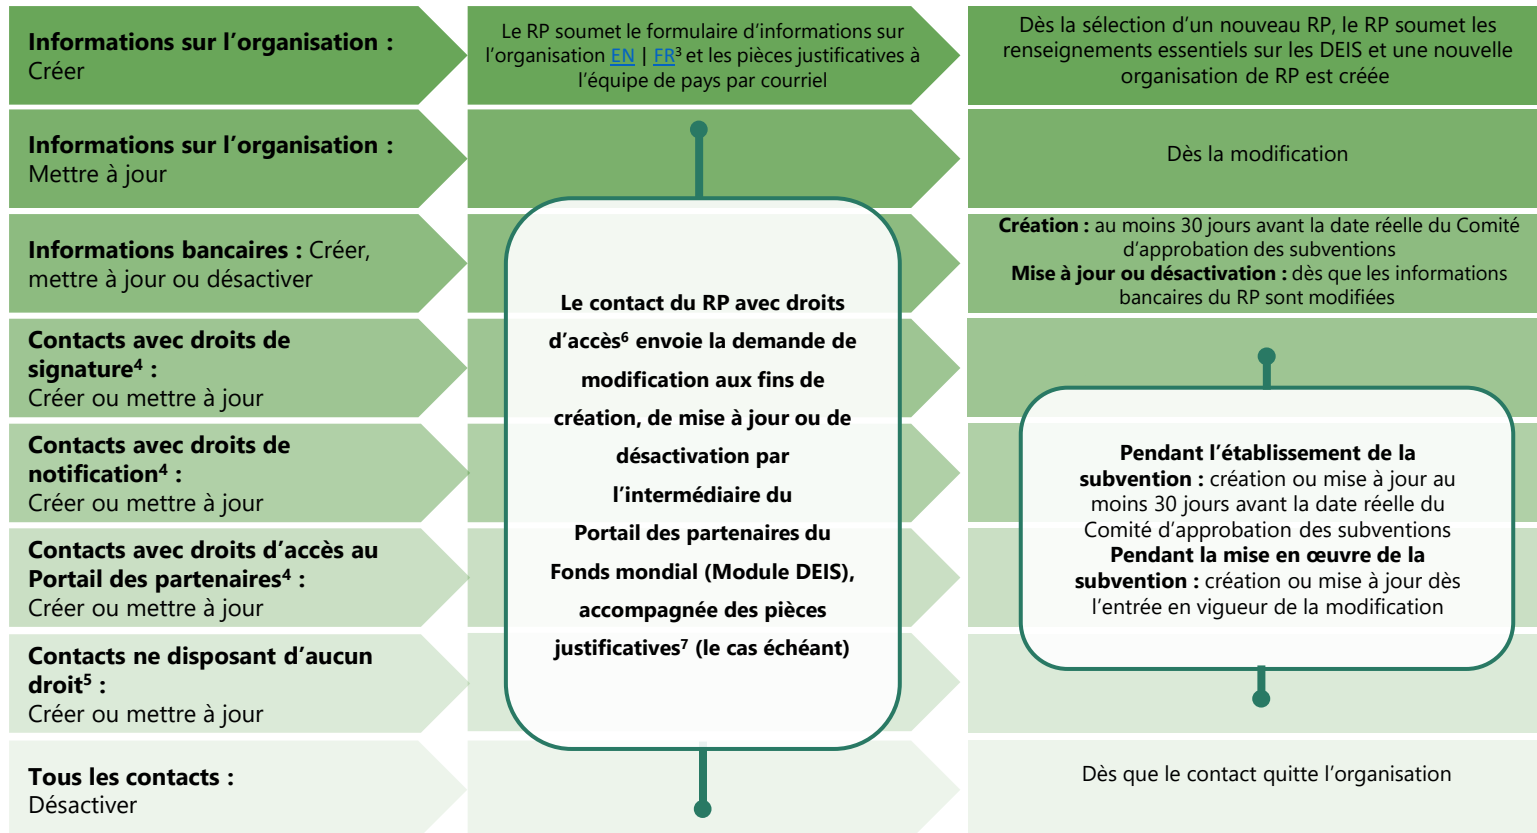 Informations sur l’organisation :
Créer
Le RP soumet le formulaire d’informations sur
l’organisation EN | FR³ et les pièces justificatives à
l’équipe de pays par courriel
Dès la sélection d’un nouveau RP, le RP soumet les
renseignements essentiels sur les DEIS et une nouvelle
organisation de RP est créée
Informations sur l’organisation :
Mettre à jour
Dès la modification
Informations bancaires : Créer,
mettre à jour ou désactiver
Création : au moins 30 jours avant la date réelle du Comité
d’approbation des subventions
Mise à jour ou désactivation : dès que les informations
bancaires du RP sont modifiées
Contacts avec droits de
signature⁴ :
Créer ou mettre à jour
Contacts avec droits de
notification⁴ :
Créer ou mettre à jour
Contacts avec droits d’accès au
Portail des partenaires⁴ :
Créer ou mettre à jour
Contacts ne disposant d’aucun
droit⁵ :
Créer ou mettre à jour
Le contact du RP avec droits
d’accès⁶ envoie la demande de
modification aux fins de
création, de mise à jour ou de
désactivation par
l’intermédiaire du
Portail des partenaires du
Fonds mondial (Module DEIS),
accompagnée des pièces
justificatives⁷ (le cas échéant)
Pendant l’établissement de la
subvention : création ou mise à jour au
moins 30 jours avant la date réelle du
Comité d’approbation des subventions
Pendant la mise en œuvre de la
subvention : création ou mise à jour dès
l’entrée en vigueur de la modification
Tous les contacts :
Désactiver
Dès que le contact quitte l’organisation